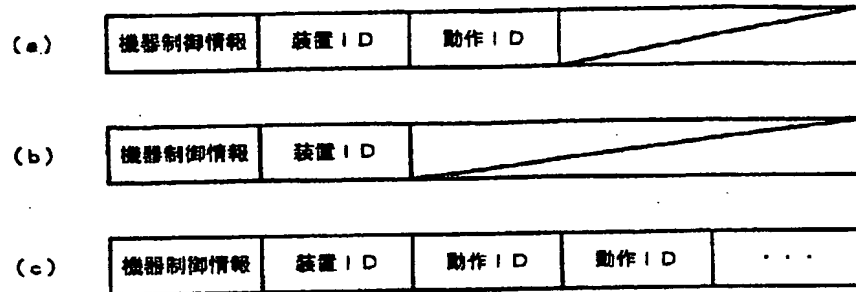 (a) 機器制御情報 装置ID 動作ID
(b) 機器制御情報 装置ID
(c) 機器制御情報 装置ID 動作ID 動作ID ・・・